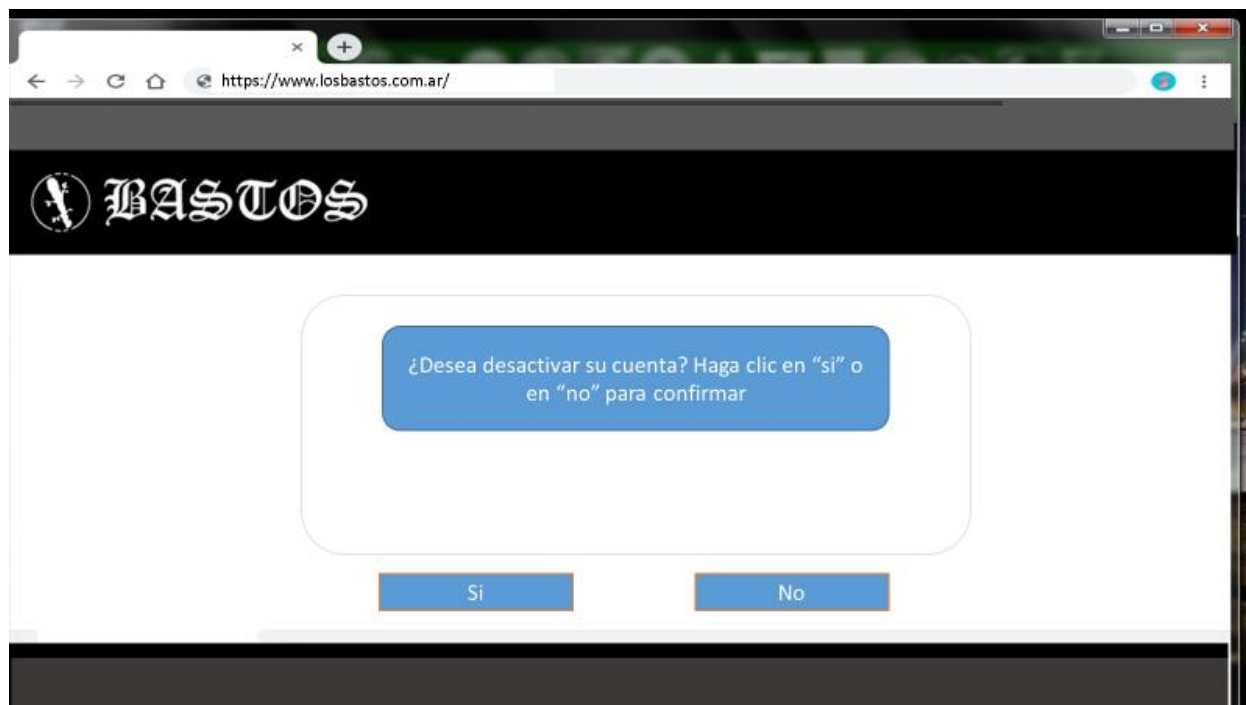 https://www.losbastos.com.ar/
BASTOS
¿Desea desactivar su cuenta? Haga clic en “si” o
en “no” para confirmar
Si
No